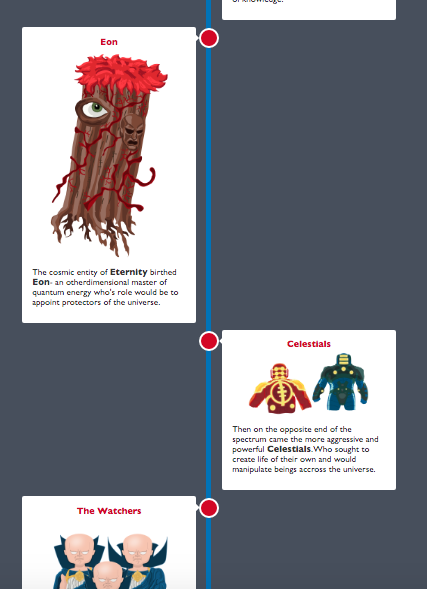 of knowledge.
Eon
The cosmic entity of Eternity birthed
Eon- an otherdimensional master of
quantum energy who's role would be to
appoint protectors of the universe.
Celestials
Then on the opposite end of the
spectrum came the more aggressive and
powerful Celestials.Who sought to
create life of their own and would
manipulate beings accross the universe.
The Watchers